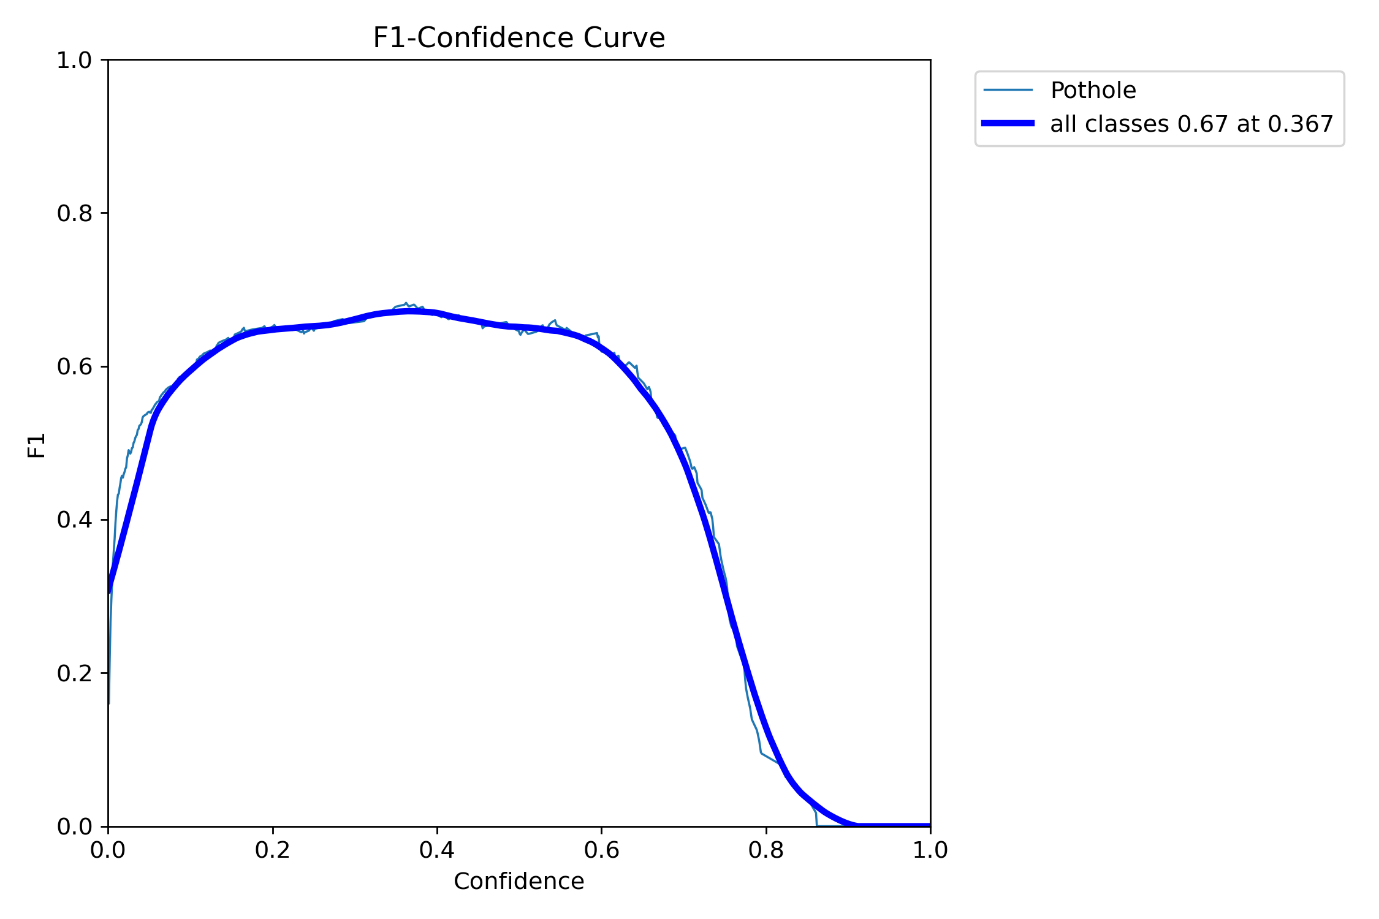 F1-Confidence Curve
Pothole
all classes 0.67 at 0.367
1.0
0.8
0.6
0.4
0.2
0.0
F1
0.0 0.2 0.4 0.6 0.8 1.0
Confidence